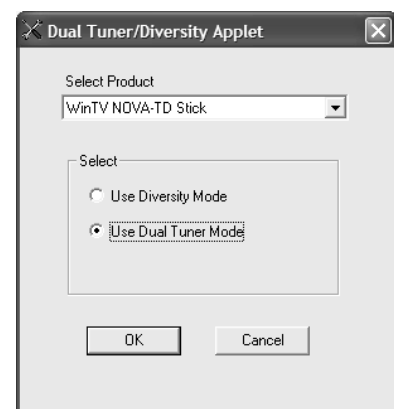 Dual Tuner/Diversity Applet
Select Product
WinTV NOVA-TD Stick
Select
Use Diversity Mode
Use Dual Tuner Mode
OK Cancel